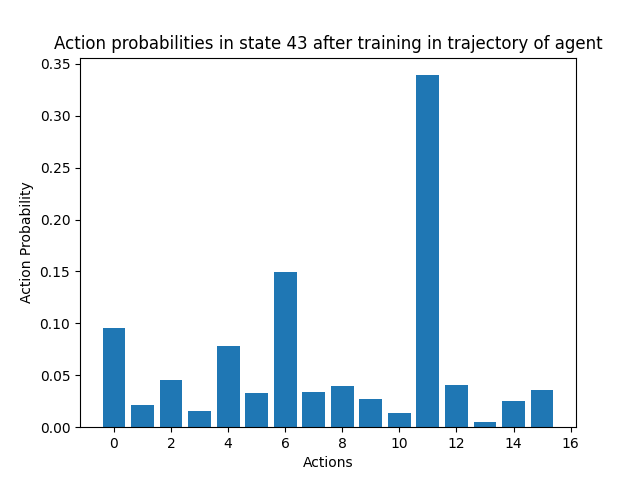 Action probabilities in state 43 after training in trajectory of agent
0.35
0.30
0.25
0.20
0.15
0.10
0.05
0.00
Action Probability
0 2 4 6 8 10 12 14 16
Actions